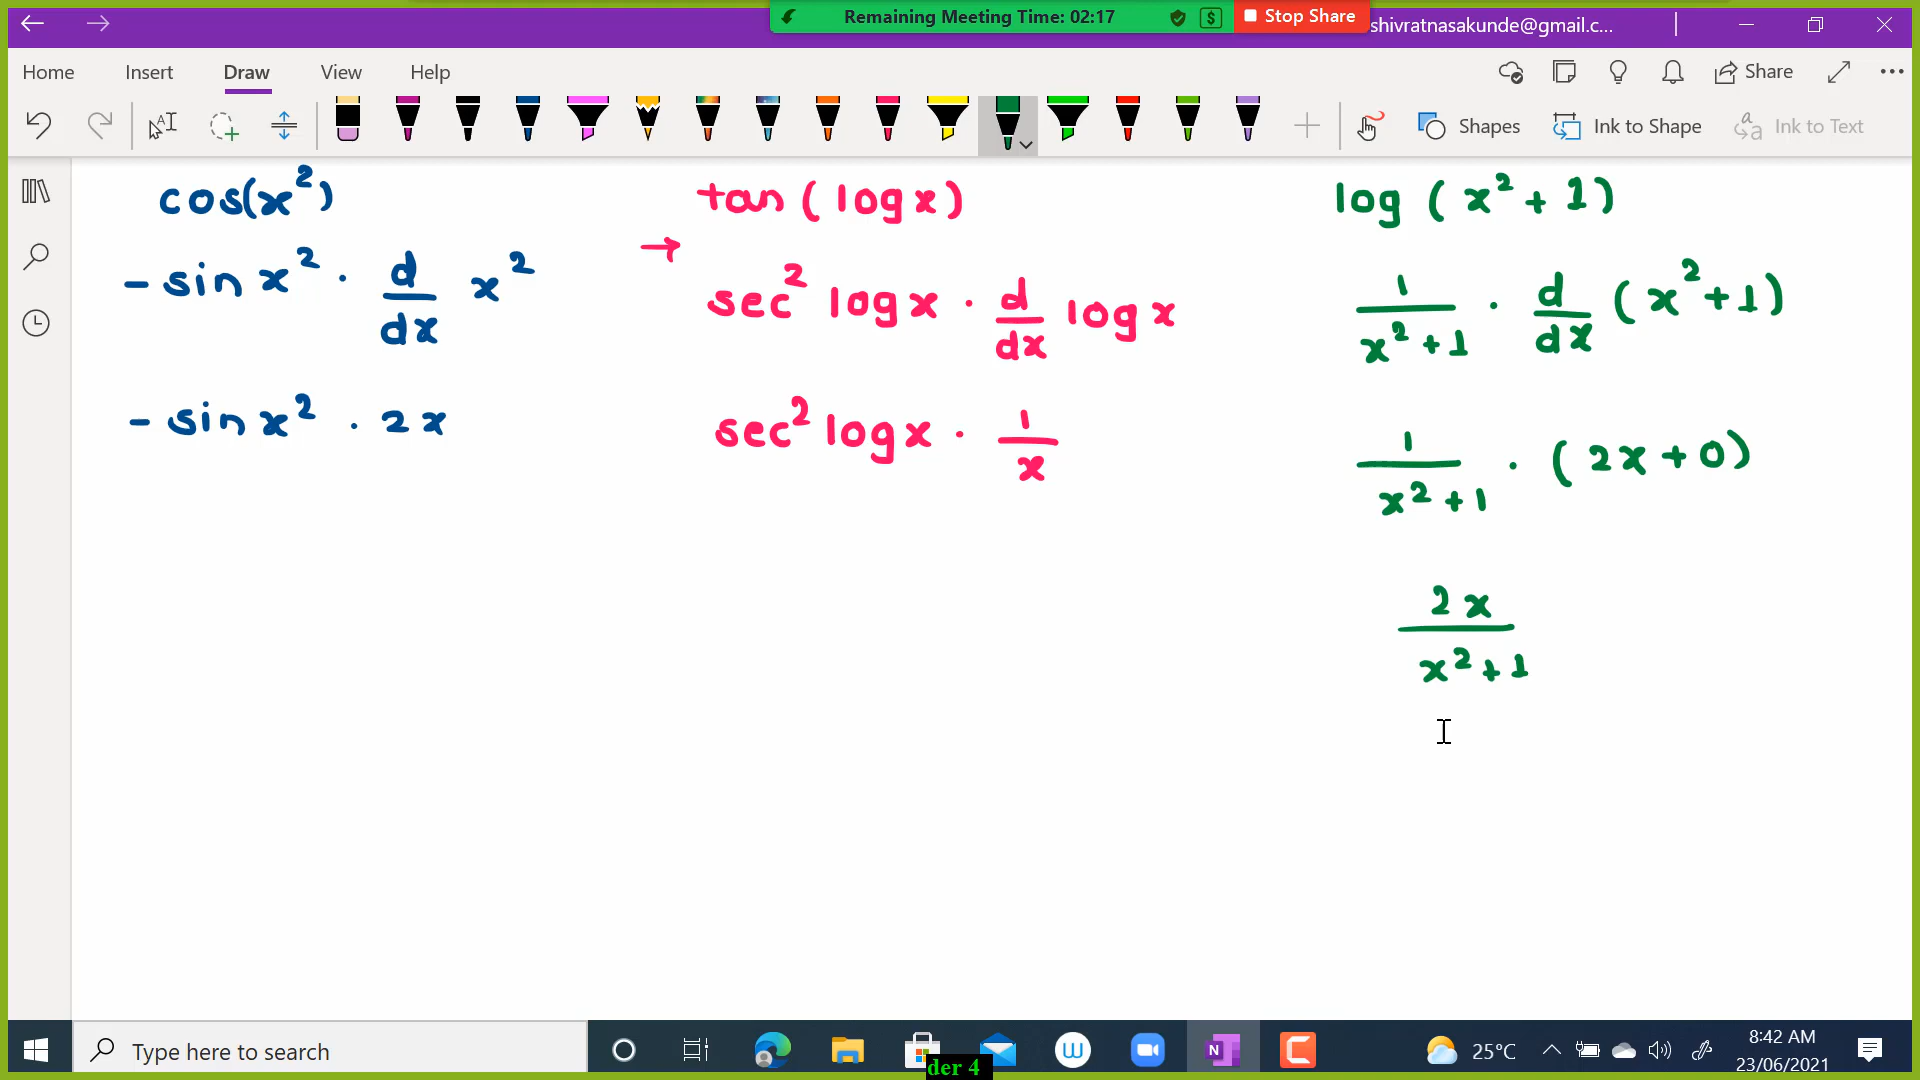 Remaining Meeting Time: 02:17
Stop Share
shivratnasakunde@gmail.c...
Home Insert Draw View Help
Share
Shapes
Ink to Shape
Ink to Text
cos(x²)
- sin x² · d/dx x²
- sin x² · 2x
tan (log x)
→
sec² log x · d/dx log x
sec² log x · 1/x
log (x² + 1)
1/(x² + 1) · d/dx (x² + 1)
1/(x² + 1) · (2x + 0)
2x/(x² + 1)
Type here to search
der 4
25°C
8:42 AM
23/06/2021